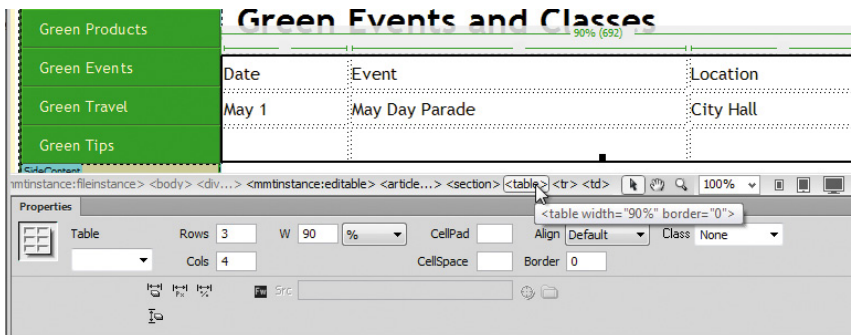 Green Events and Classes
Green Products
90% (692)
Green Events
Date Event Location
Green Travel
May 1 May Day Parade City Hall
Green Tips
SideContent
mmtinstance:fileinstance> <body> <div...> <mmtinstance:editable> <article...> <section> <table> <tr> <td> 100%
<table width="90%" border="0">
Properties
Table Rows 3 W 90 % CellPad Align Default Class None
Cols 4 CellSpace Border 0
Fw Src